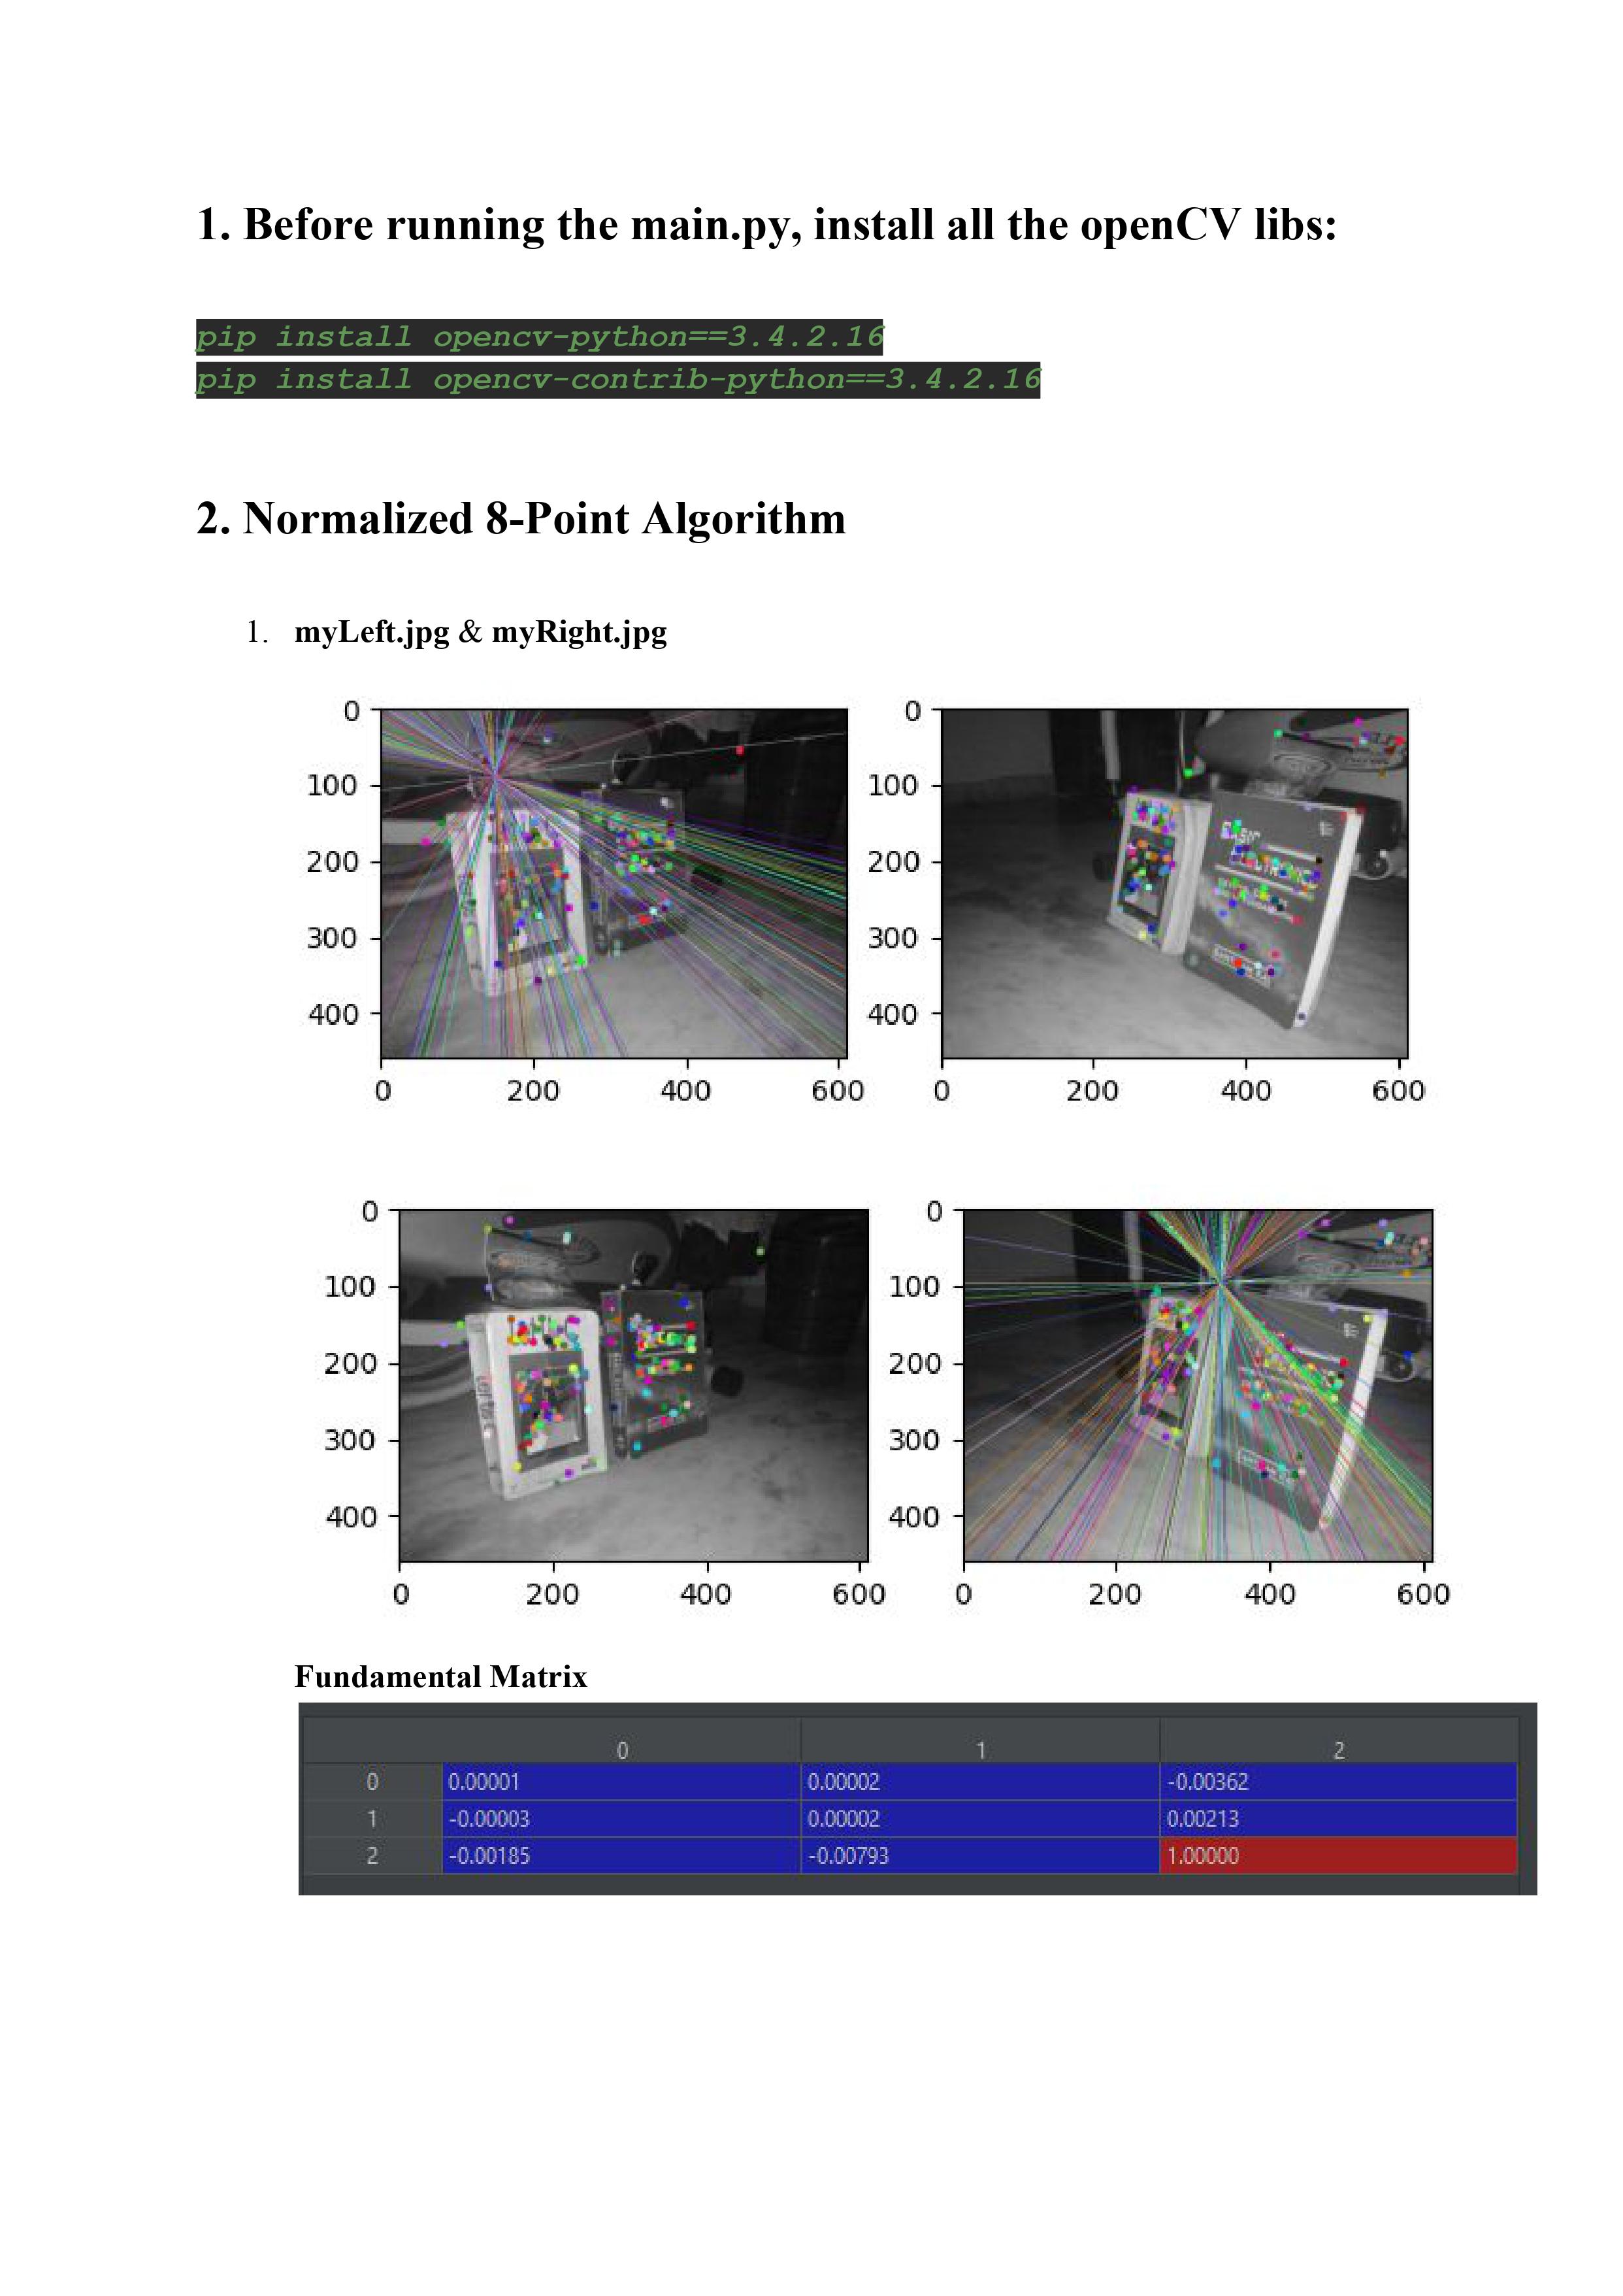 1. Before running the main.py, install all the openCV libs:
pip install opencv-python==3.4.2.16
pip install opencv-contrib-python==3.4.2.16
2. Normalized 8-Point Algorithm
1. myLeft.jpg & myRight.jpg
0
100
200
300
400
0 200 400 600
0
100
200
300
400
0 200 400 600
0
100
200
300
400
0 200 400 600
0
100
200
300
400
0 200 400 600
Fundamental Matrix
0 1 2
0 0.00001 0.00002 -0.00362
1 -0.00003 0.00002 0.00213
2 -0.00185 -0.00793 1.00000